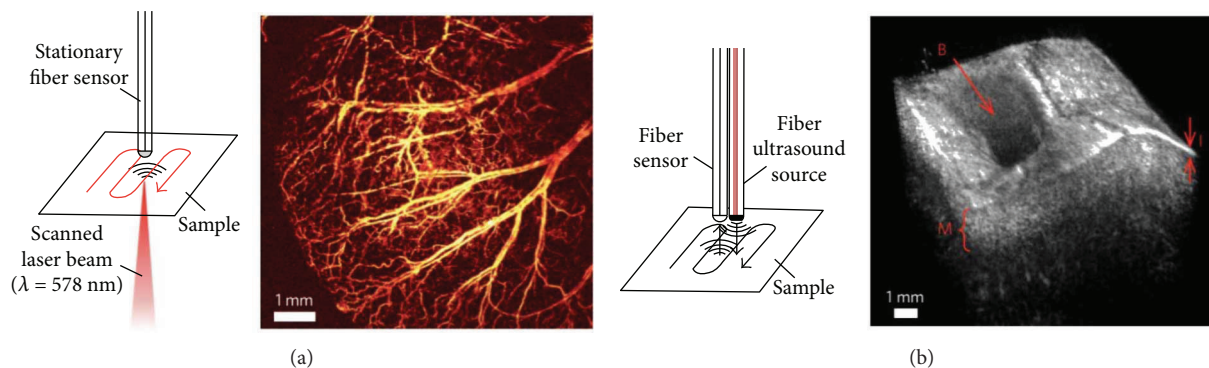 Stationary
fiber sensor
Sample
Scanned
laser beam
(λ = 578 nm)
1 mm
(a)
Fiber
sensor
Fiber
ultrasound
source
Sample
B
I
M
1 mm
(b)